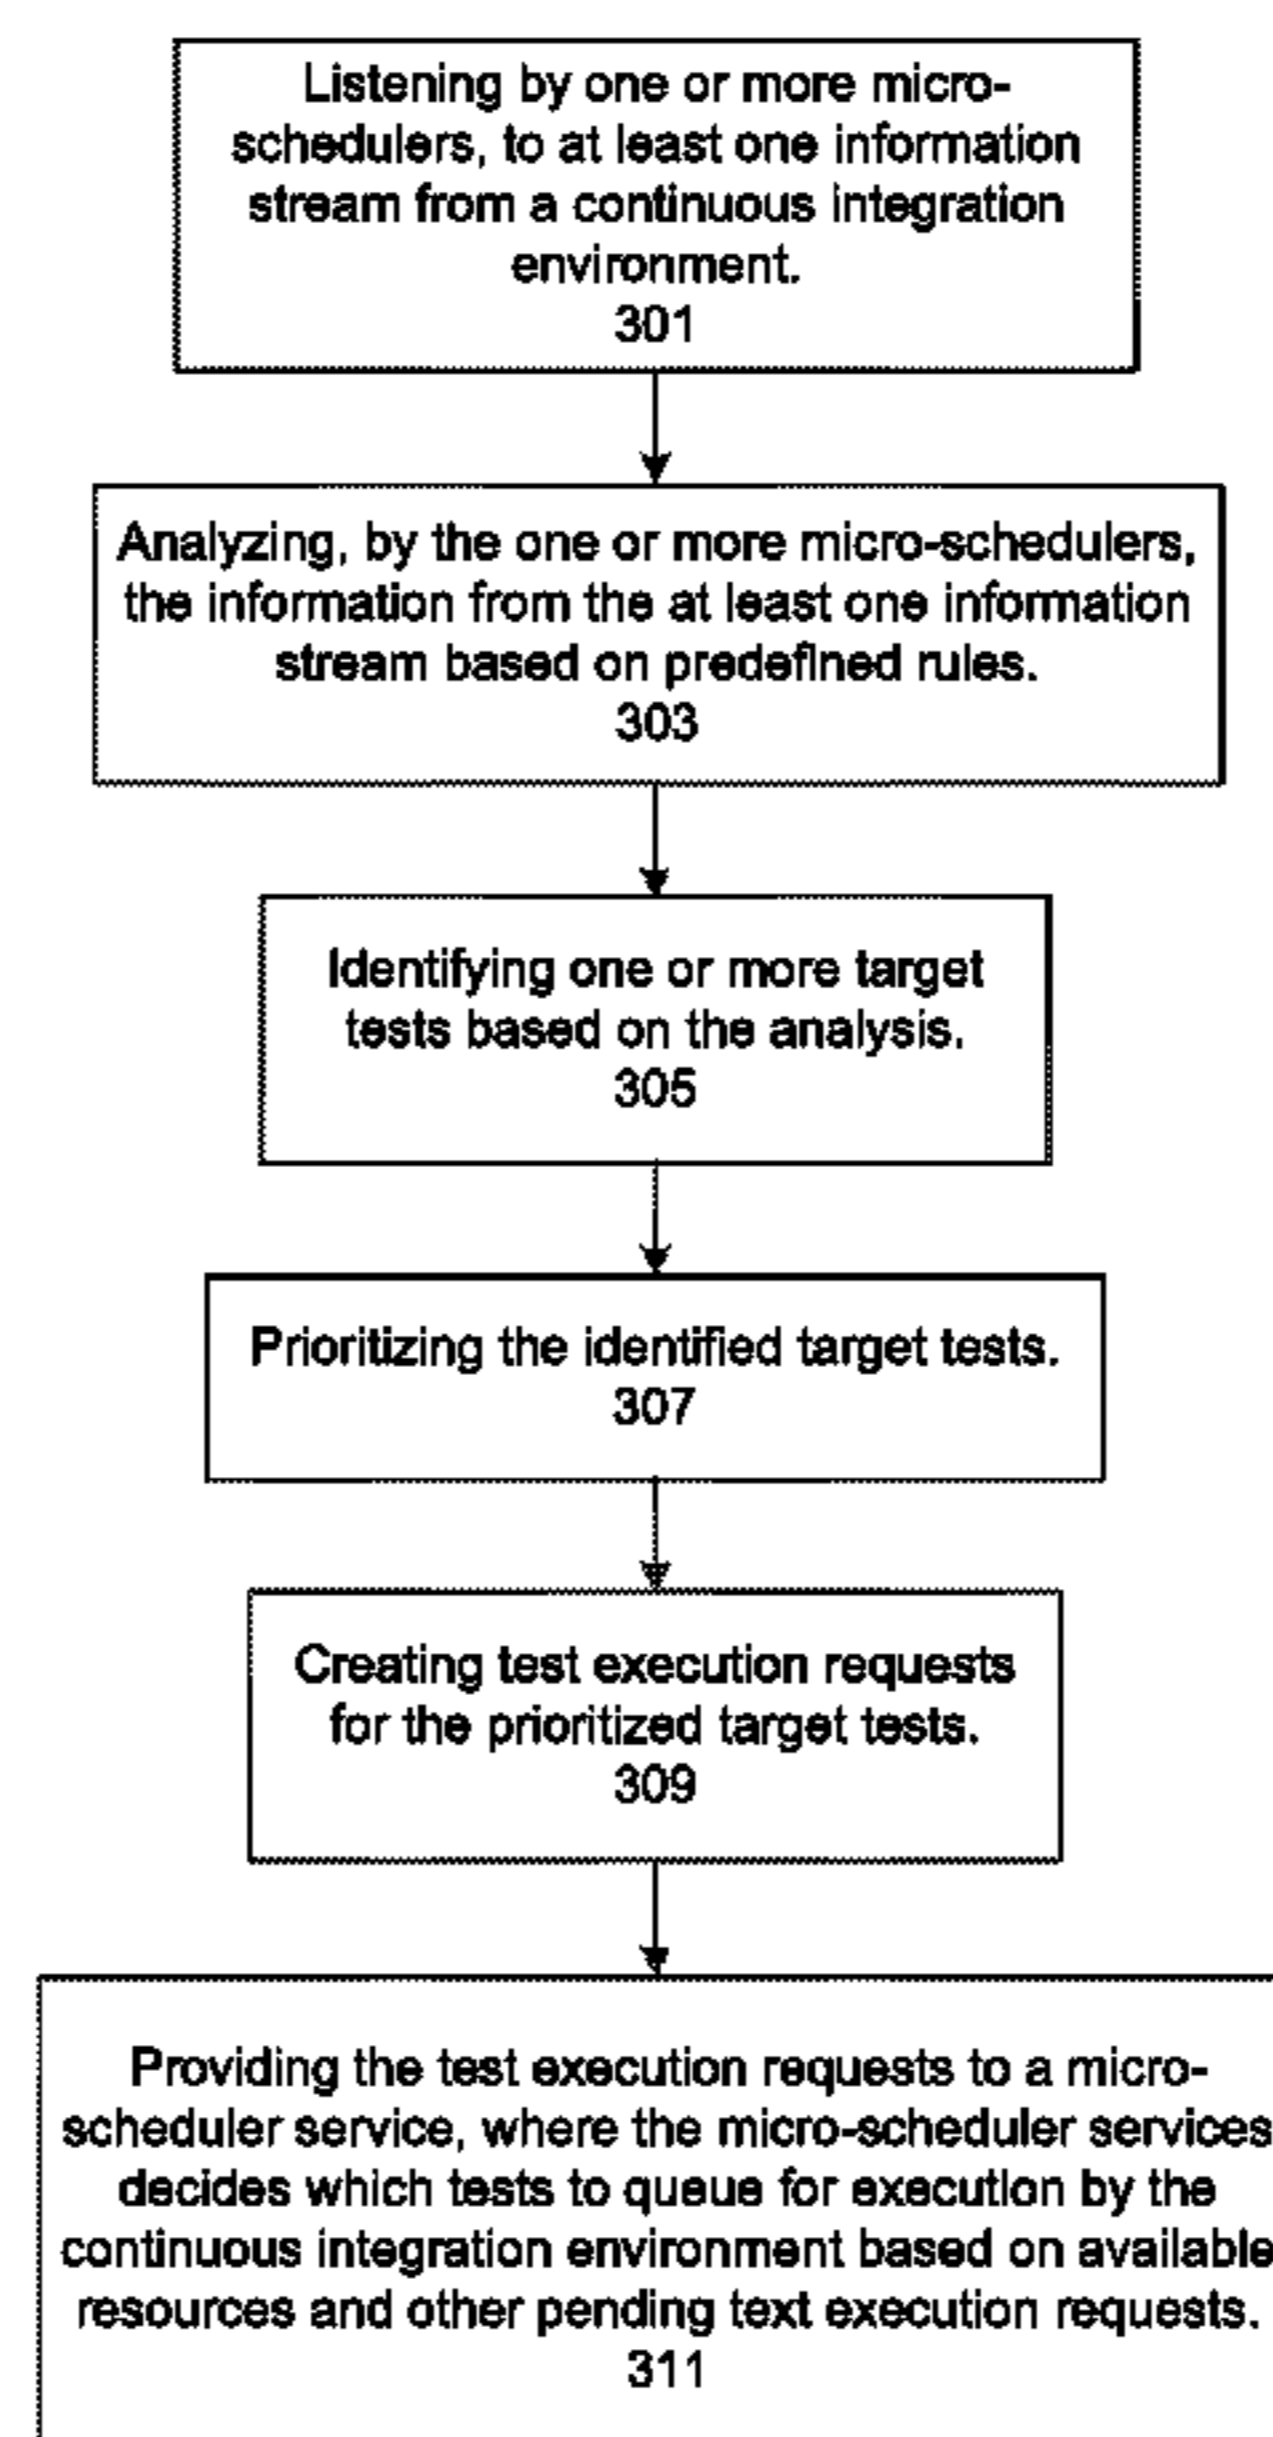 Listening by one or more micro-
schedulers, to at least one information
stream from a continuous integration
environment.
301
Analyzing, by the one or more micro-schedulers,
the information from the at least one information
stream based on predefined rules.
303
Identifying one or more target
tests based on the analysis.
305
Prioritizing the identified target tests.
307
Creating test execution requests
for the prioritized target tests.
309
Providing the test execution requests to a micro-
scheduler service, where the micro-scheduler services
decides which tests to queue for execution by the
continuous integration environment based on available
resources and other pending text execution requests.
311